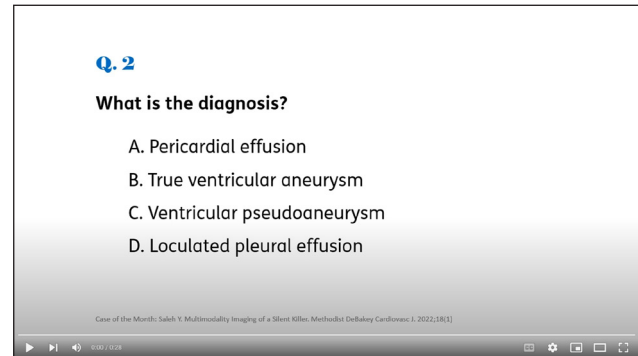 Q. 2
What is the diagnosis?
A. Pericardial effusion
B. True ventricular aneurysm
C. Ventricular pseudoaneurysm
D. Loculated pleural effusion
Case of the Month: Saleh Y. Multimosiality Imaging of a Silent Killer. Methodist DeBakey Cardiovasc J. 2022;18(1)
0:00 / 0:28